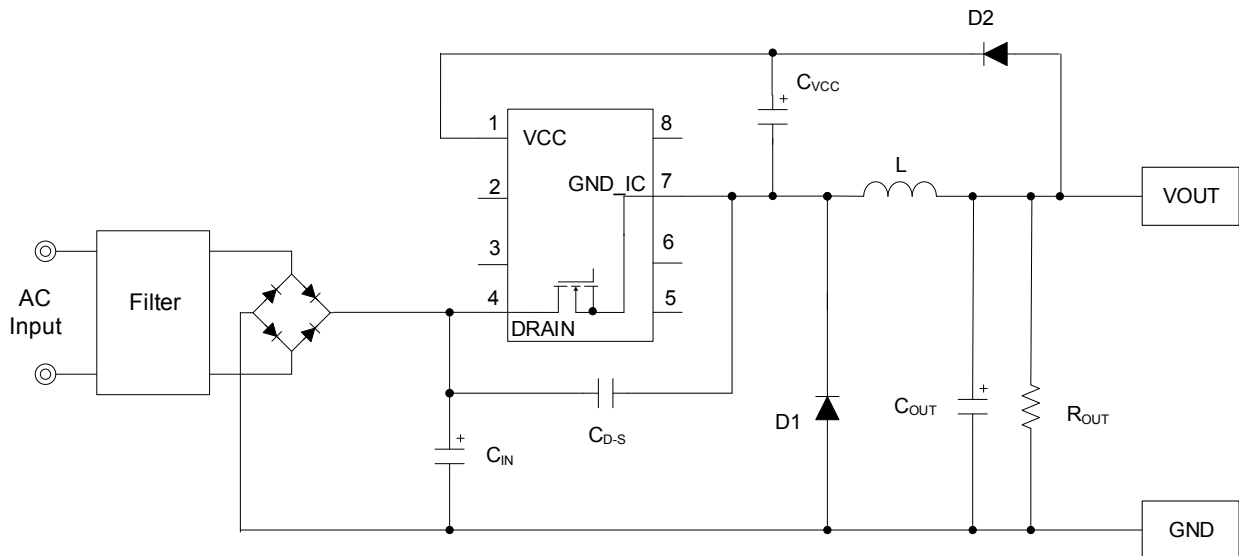 D2
CVCC
+
1
8
VCC
GND_IC
7
L
VOUT
2
3
6
AC
Input
Filter
4
5
DRAIN
CD-S
D1
COUT
+
ROUT
CIN
+
GND